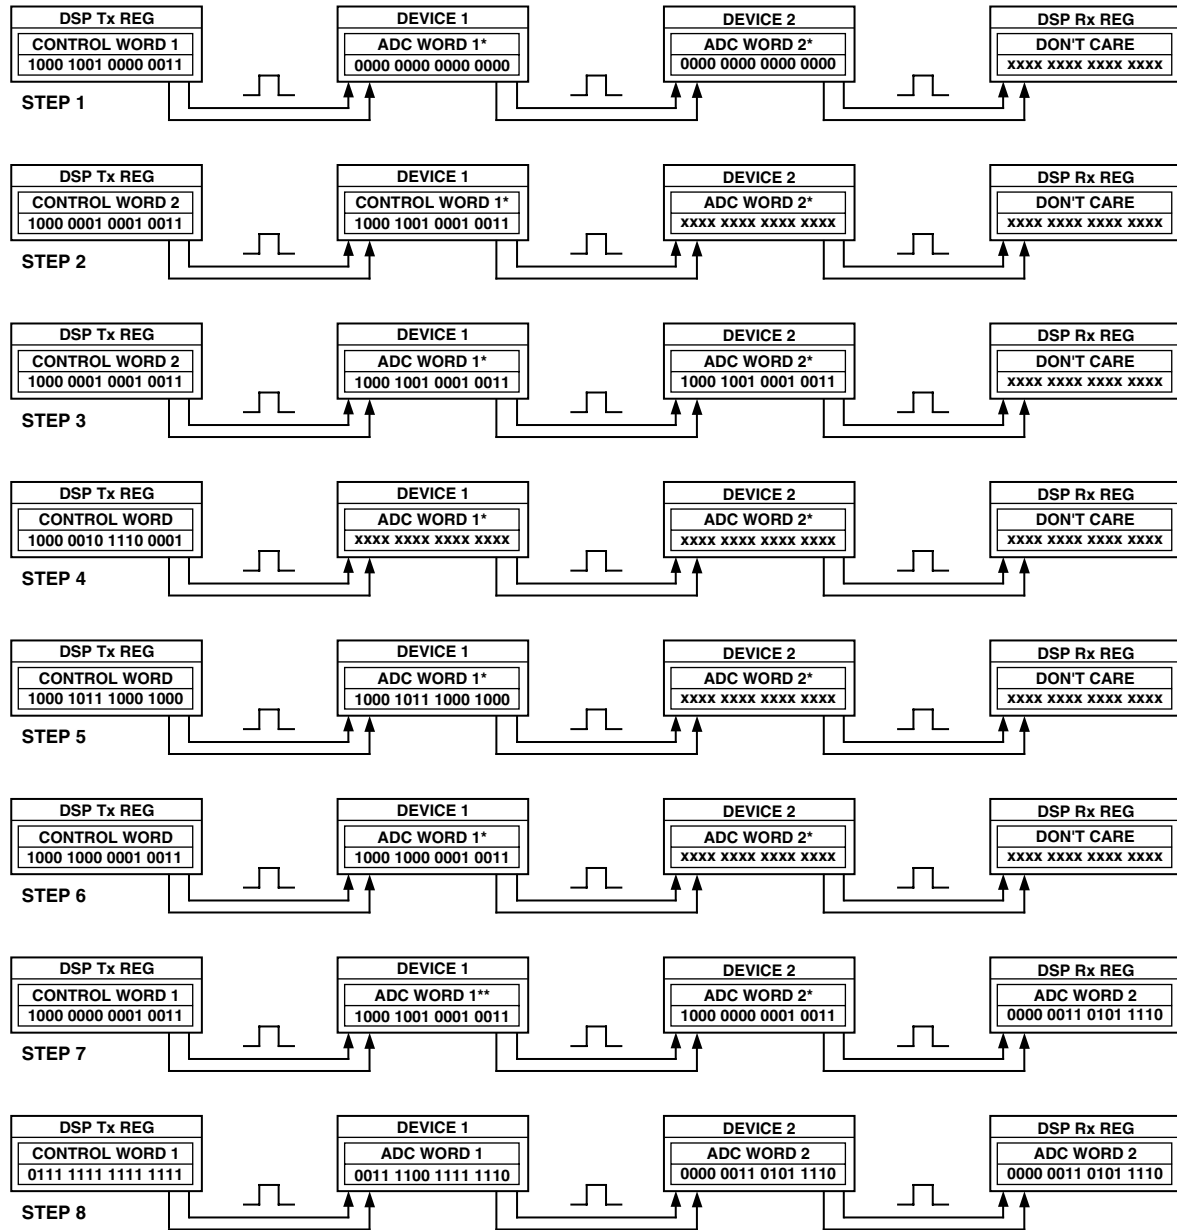 DSP Tx REG
CONTROL WORD 1
1000 1001 0000 0011
DEVICE 1
ADC WORD 1*
0000 0000 0000 0000
DEVICE 2
ADC WORD 2*
0000 0000 0000 0000
DSP Rx REG
DON'T CARE
xxxx xxxx xxxx xxxx
STEP 1
DSP Tx REG
CONTROL WORD 2
1000 0001 0001 0011
DEVICE 1
CONTROL WORD 1*
1000 1001 0001 0011
DEVICE 2
ADC WORD 2*
xxxx xxxx xxxx xxxx
DSP Rx REG
DON'T CARE
xxxx xxxx xxxx xxxx
STEP 2
DSP Tx REG
CONTROL WORD 2
1000 0001 0001 0011
DEVICE 1
ADC WORD 1*
1000 1001 0001 0011
DEVICE 2
ADC WORD 2*
1000 1001 0001 0011
DSP Rx REG
DON'T CARE
xxxx xxxx xxxx xxxx
STEP 3
DSP Tx REG
CONTROL WORD
1000 0010 1110 0001
DEVICE 1
ADC WORD 1*
xxxx xxxx xxxx xxxx
DEVICE 2
ADC WORD 2*
xxxx xxxx xxxx xxxx
DSP Rx REG
DON'T CARE
xxxx xxxx xxxx xxxx
STEP 4
DSP Tx REG
CONTROL WORD
1000 1011 1000 1000
DEVICE 1
ADC WORD 1*
1000 1011 1000 1000
DEVICE 2
ADC WORD 2*
xxxx xxxx xxxx xxxx
DSP Rx REG
DON'T CARE
xxxx xxxx xxxx xxxx
STEP 5
DSP Tx REG
CONTROL WORD
1000 1000 0001 0011
DEVICE 1
ADC WORD 1*
1000 1000 0001 0011
DEVICE 2
ADC WORD 2*
xxxx xxxx xxxx xxxx
DSP Rx REG
DON'T CARE
xxxx xxxx xxxx xxxx
STEP 6
DSP Tx REG
CONTROL WORD 1
1000 0000 0001 0011
DEVICE 1
ADC WORD 1**
1000 1001 0001 0011
DEVICE 2
ADC WORD 2*
1000 0000 0001 0011
DSP Rx REG
ADC WORD 2
0000 0011 0101 1110
STEP 7
DSP Tx REG
CONTROL WORD 1
0111 1111 1111 1111
DEVICE 1
ADC WORD 1
0011 1100 1111 1110
DEVICE 2
ADC WORD 2
0000 0011 0101 1110
DSP Rx REG
ADC WORD 2
0000 0011 0101 1110
STEP 8